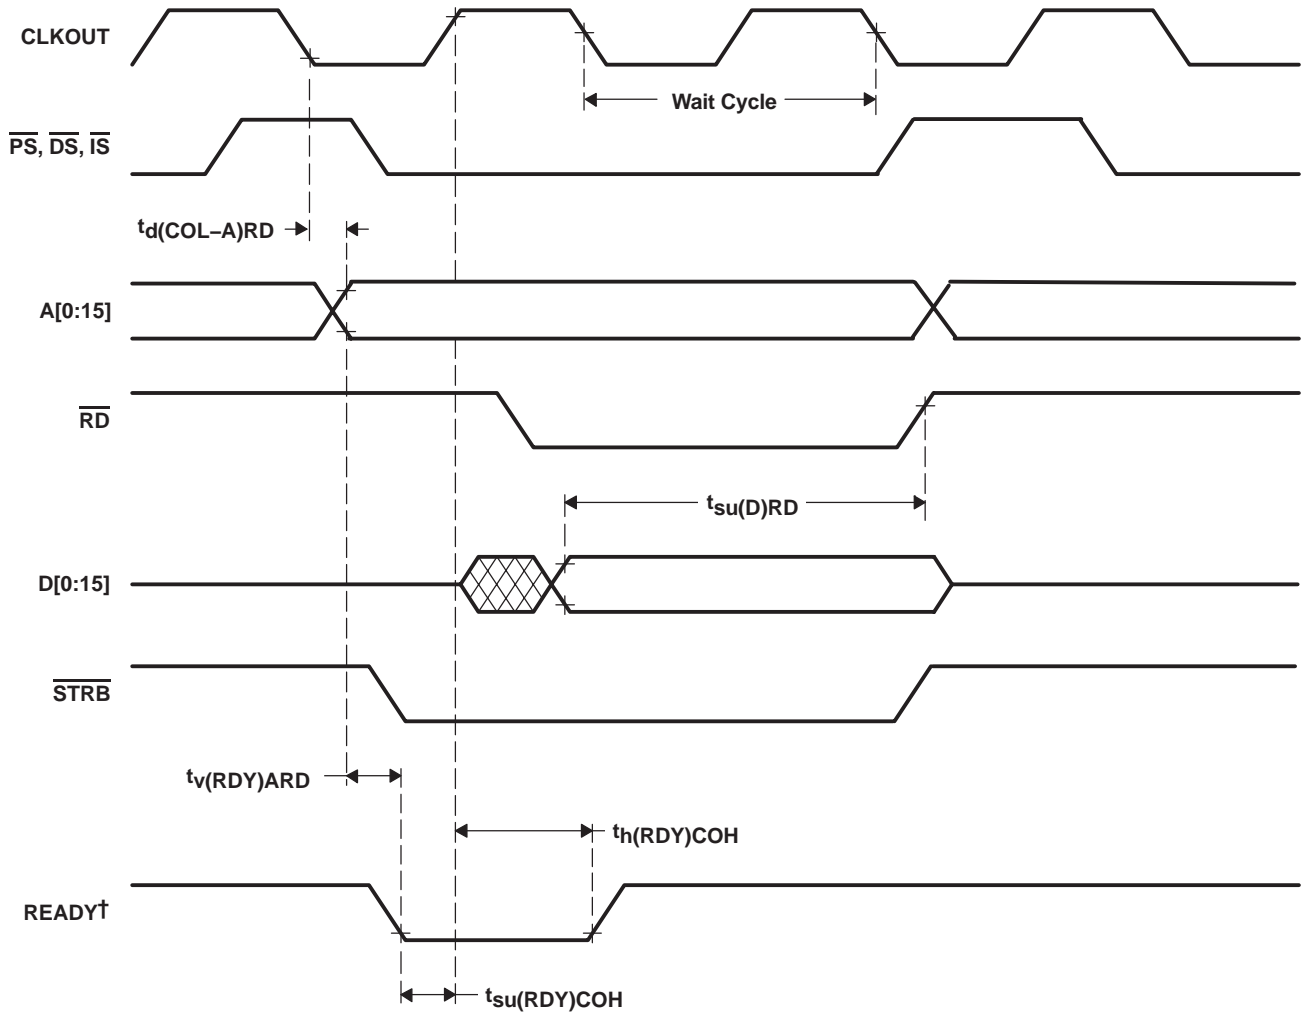 CLKOUT
Wait Cycle
PS, DS, IS
td(COL–A)RD
A[0:15]
RD
tsu(D)RD
D[0:15]
STRB
tv(RDY)ARD
th(RDY)COH
READY†
tsu(RDY)COH